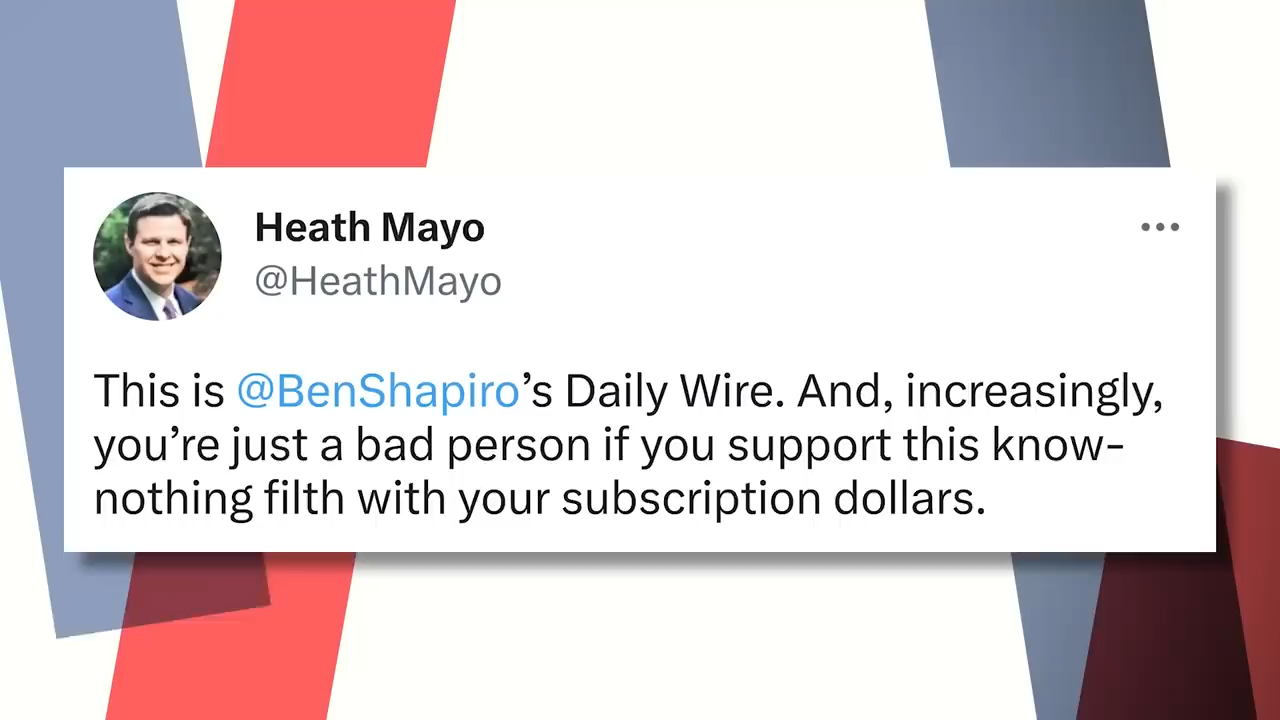 Heath Mayo
@HeathMayo
This is @BenShapiro’s Daily Wire. And, increasingly,
you’re just a bad person if you support this know-
nothing filth with your subscription dollars.